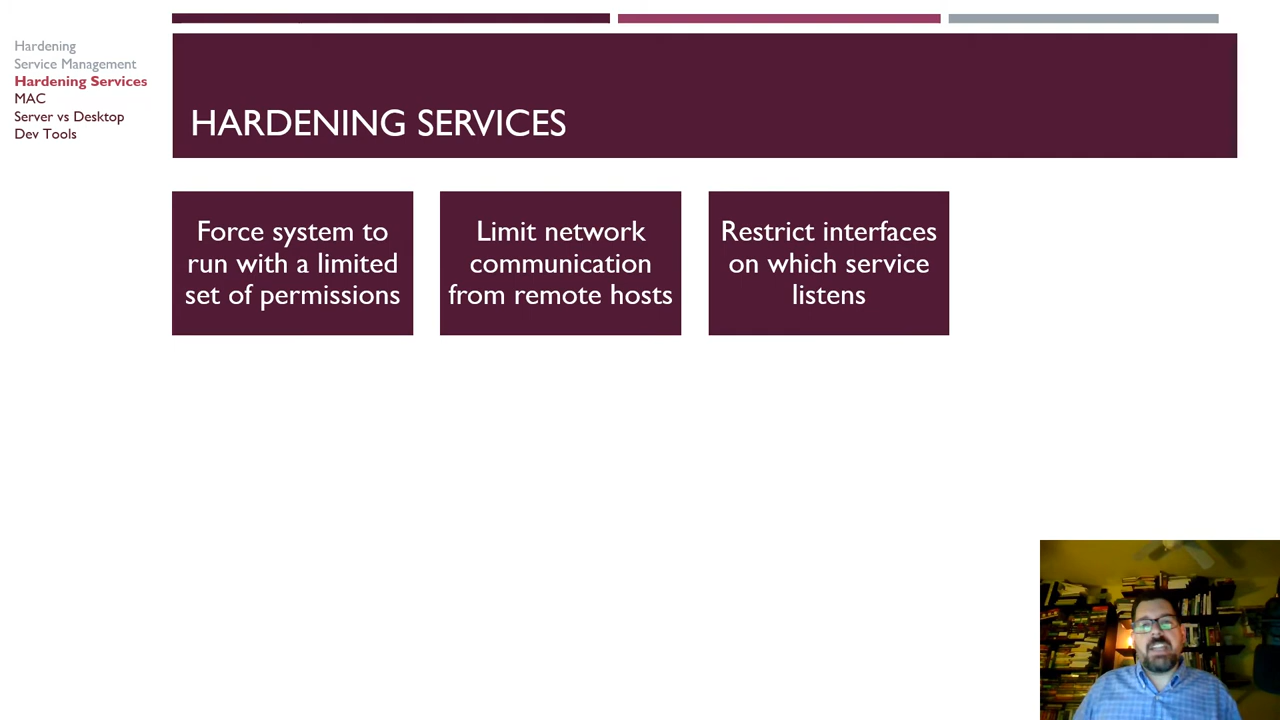 Hardening
Service Management
Hardening Services
MAC
Server vs Desktop
Dev Tools
HARDENING SERVICES
Force system to
run with a limited
set of permissions
Limit network
communication
from remote hosts
Restrict interfaces
on which service
listens